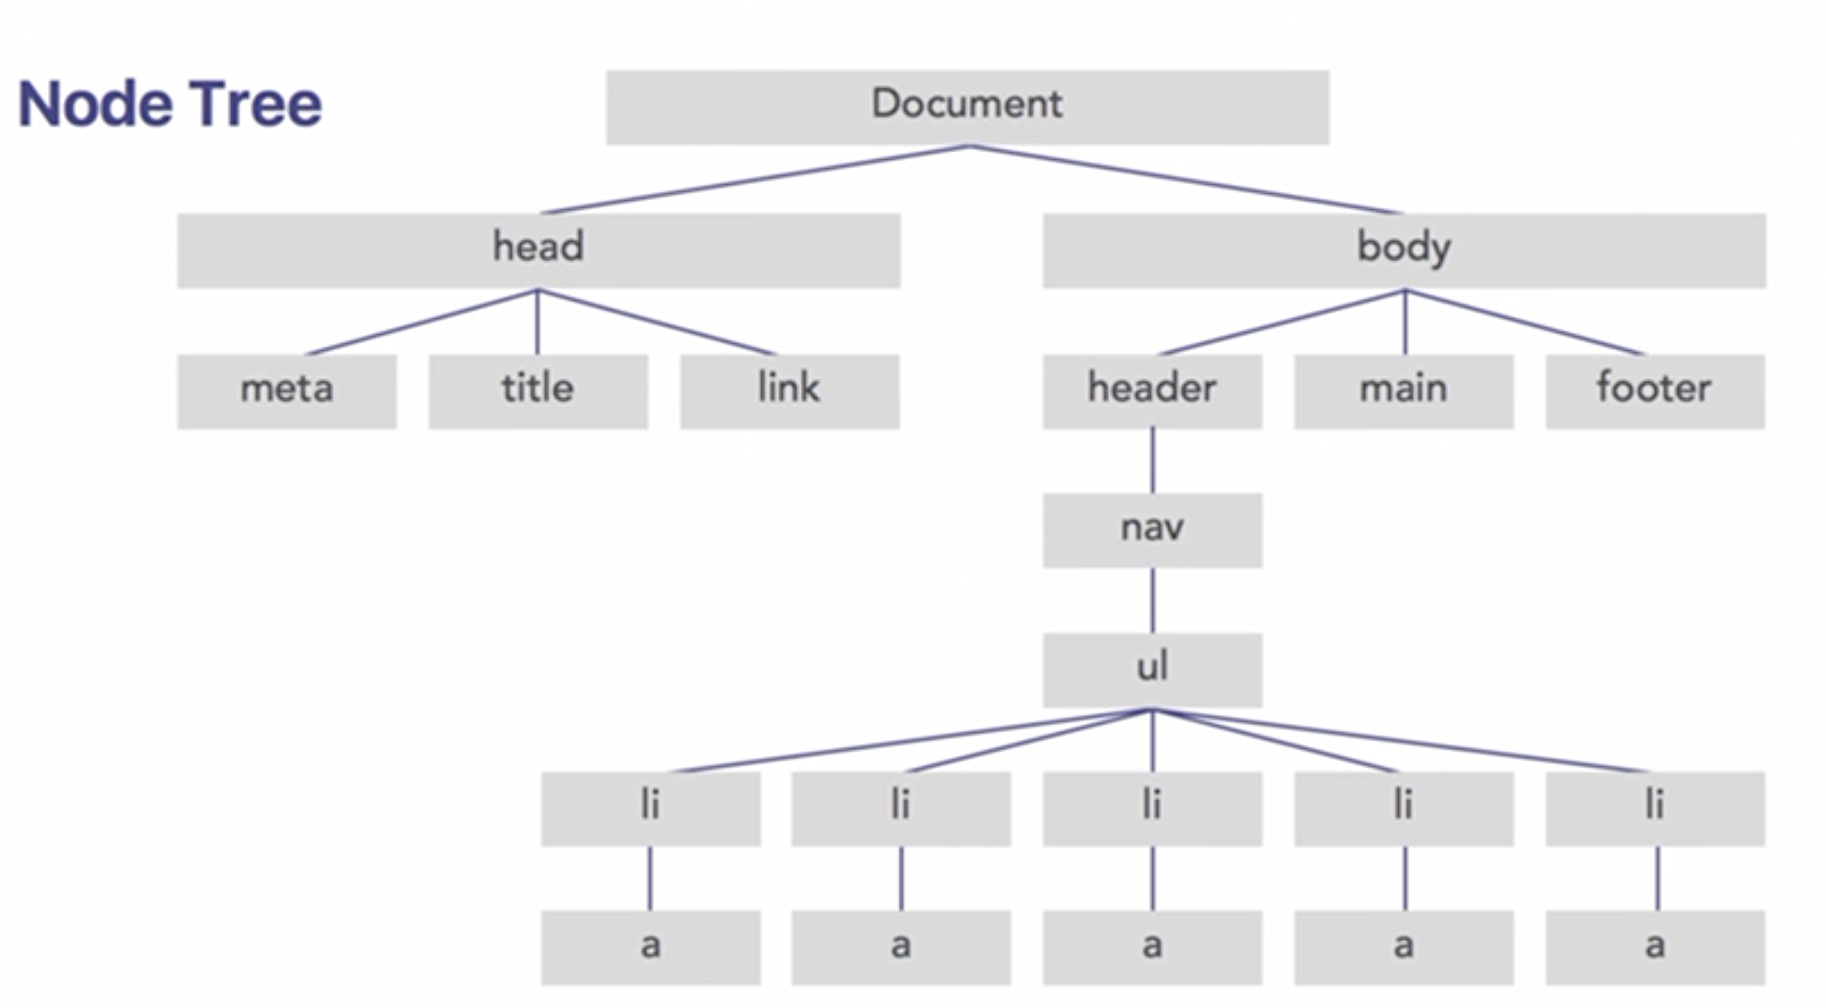 Node Tree
Document
head
body
meta
title
link
header
main
footer
nav
ul
li
li
li
li
li
a
a
a
a
a